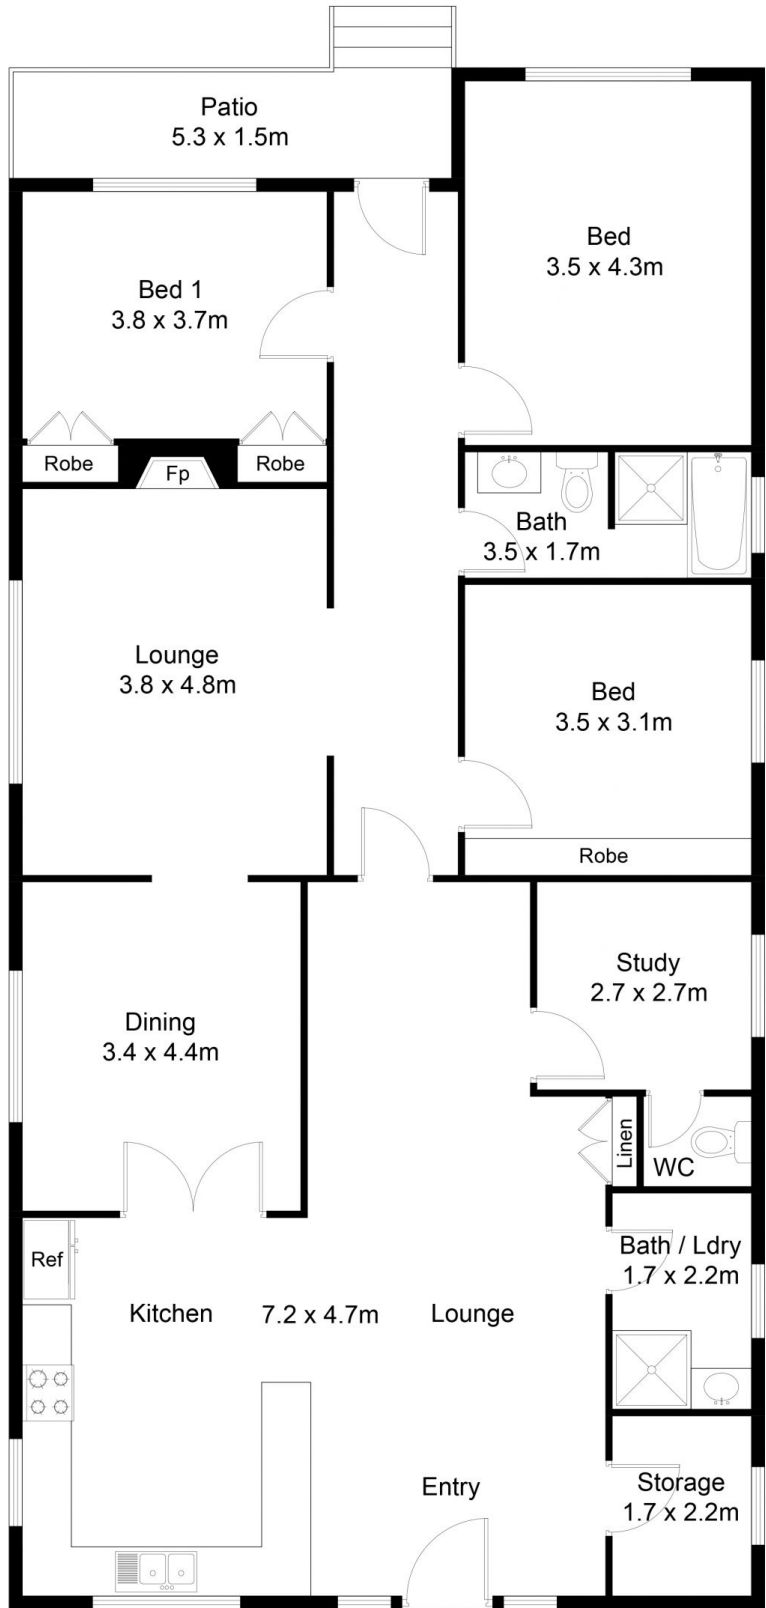 Patio
5.3 x 1.5m
Bed
3.5 x 4.3m
Bed 1
3.8 x 3.7m
Robe
Fp
Robe
Bath
3.5 x 1.7m
Lounge
3.8 x 4.8m
Bed
3.5 x 3.1m
Robe
Study
2.7 x 2.7m
Dining
3.4 x 4.4m
Linen
WC
Ref
Bath / Ldry
1.7 x 2.2m
Kitchen 7.2 x 4.7m Lounge
Entry
Storage
1.7 x 2.2m